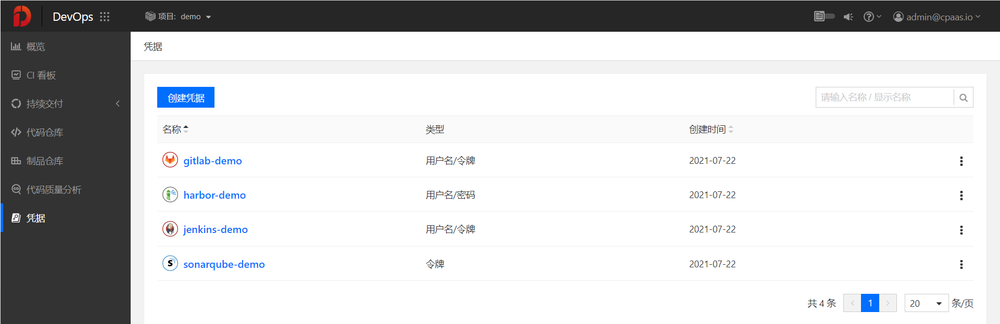 DevOps 项目: demo admin@cpaas.io
概览
CI 看板
持续交付
代码仓库
制品仓库
代码质量分析
凭据
凭据
创建凭据 请输入名称 / 显示名称
名称 类型 创建时间
gitlab-demo 用户名/令牌 2021-07-22
harbor-demo 用户名/密码 2021-07-22
jenkins-demo 用户名/令牌 2021-07-22
sonarqube-demo 令牌 2021-07-22
共 4 条 1 20 条/页